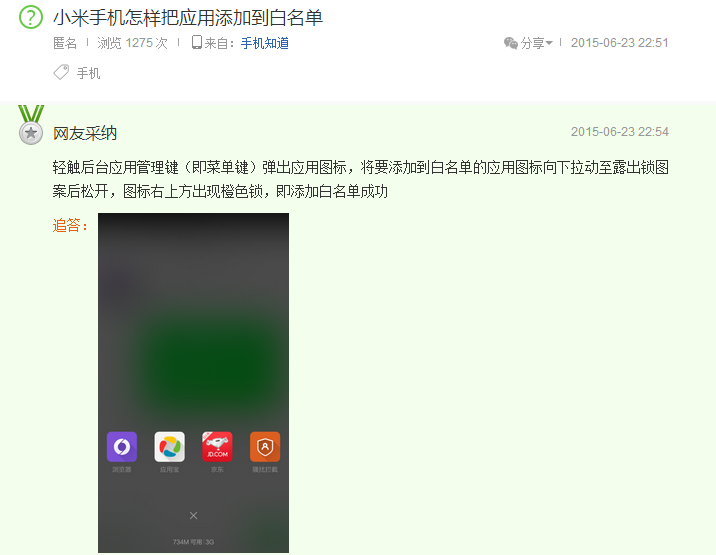 小米手机怎样把应用添加到白名单
匿名 浏览 1275 次 来自：手机知道 分享 2015-06-23 22:51
手机
网友采纳 2015-06-23 22:54
轻触后台应用管理键（即菜单键）弹出应用图标，将要添加到白名单的应用图标向下拉动至露出锁图
案后松开，图标右上方出现橙色锁，即添加白名单成功
追答：
JD.COM
浏览器 应用宝 京东 骚扰拦截
734M 可用/3G